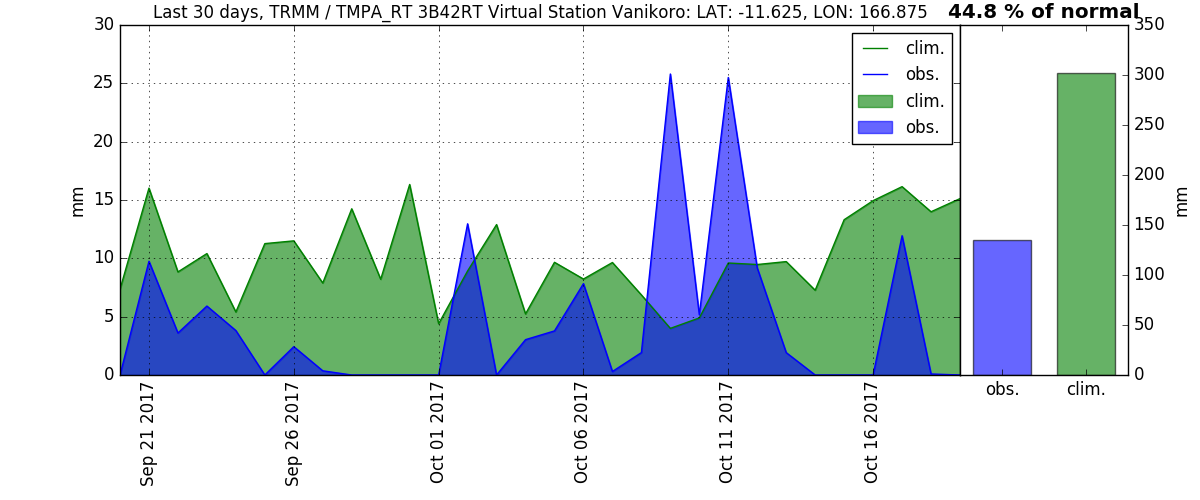 Last 30 days, TRMM / TMPA_RT 3B42RT Virtual Station Vanikoro: LAT: -11.625, LON: 166.875
44.8 % of normal
30
25
20
15
10
5
0
mm
clim.
obs.
clim.
obs.
Sep 21 2017
Sep 26 2017
Oct 01 2017
Oct 06 2017
Oct 11 2017
Oct 16 2017
350
300
250
200
150
100
50
0
mm
obs.
clim.